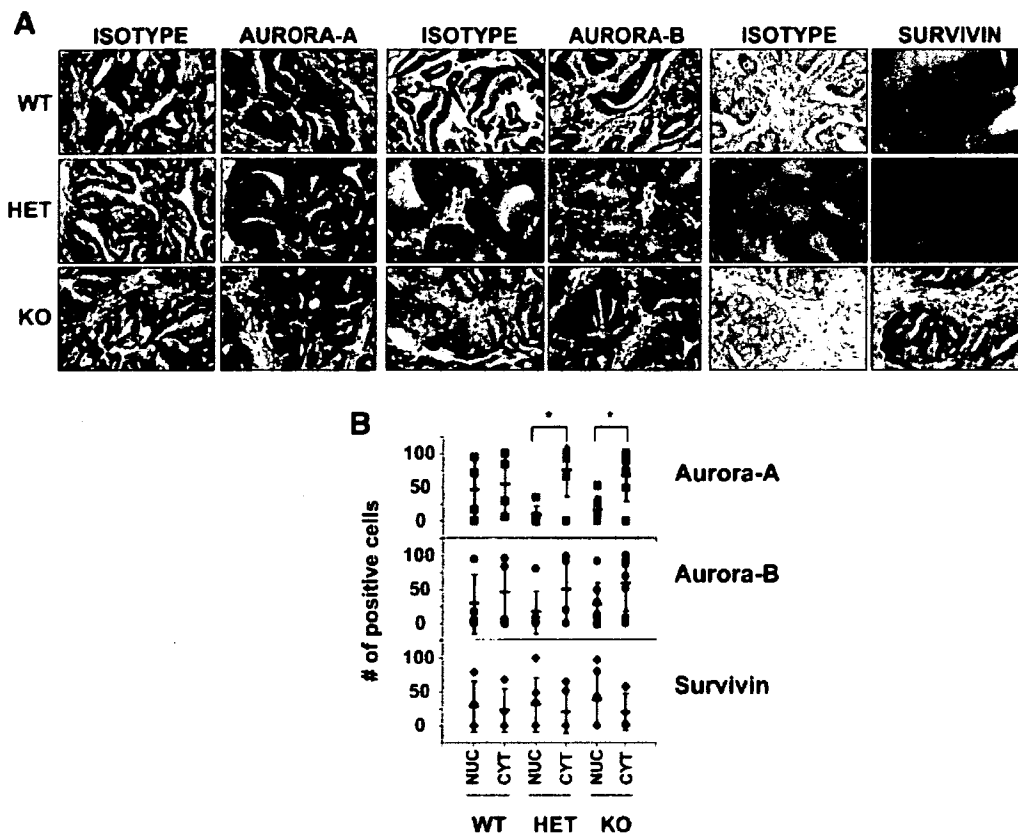 A
ISOTYPE AURORA-A ISOTYPE AURORA-B ISOTYPE SURVIVIN
WT
HET
KO
B
* *
# of positive cells
100
50
0
Aurora-A
100
50
0
Aurora-B
100
50
0
Survivin
NUC CYT NUC CYT NUC CYT
WT HET KO